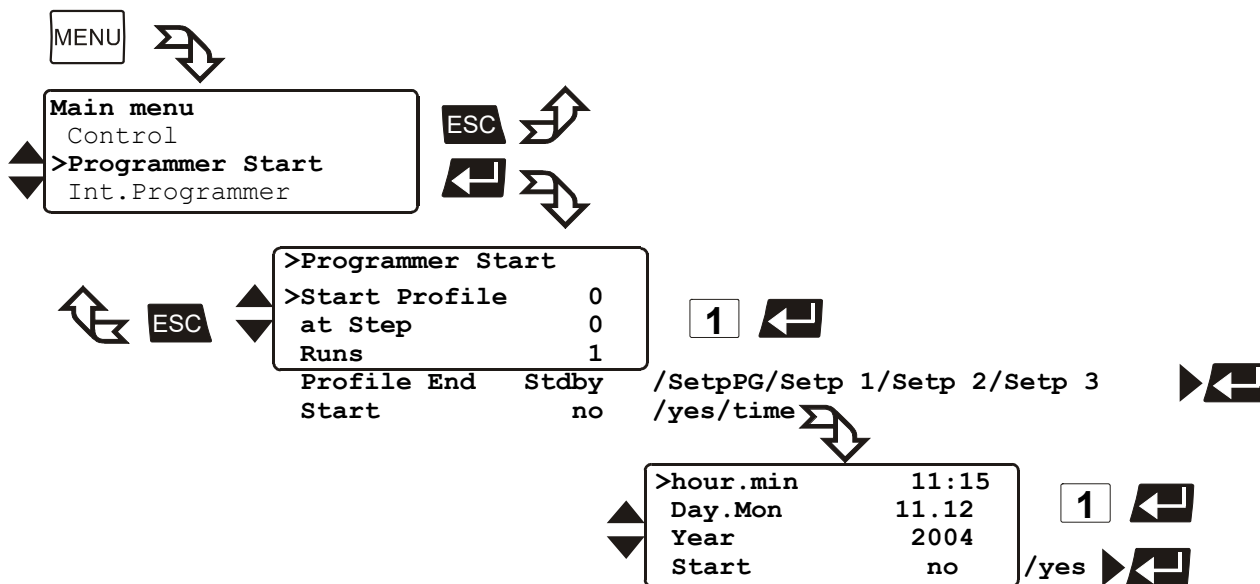 MENU
Main menu
Control
>Programmer Start
Int.Programmer
ESC
>Programmer Start
>Start Profile 0
at Step 0
Runs 1
Profile End Stdby /SetpPG/Setp 1/Setp 2/Setp 3
Start no /yes/time
ESC
1
>hour.min 11:15
Day.Mon 11.12
Year 2004
Start no /yes
1